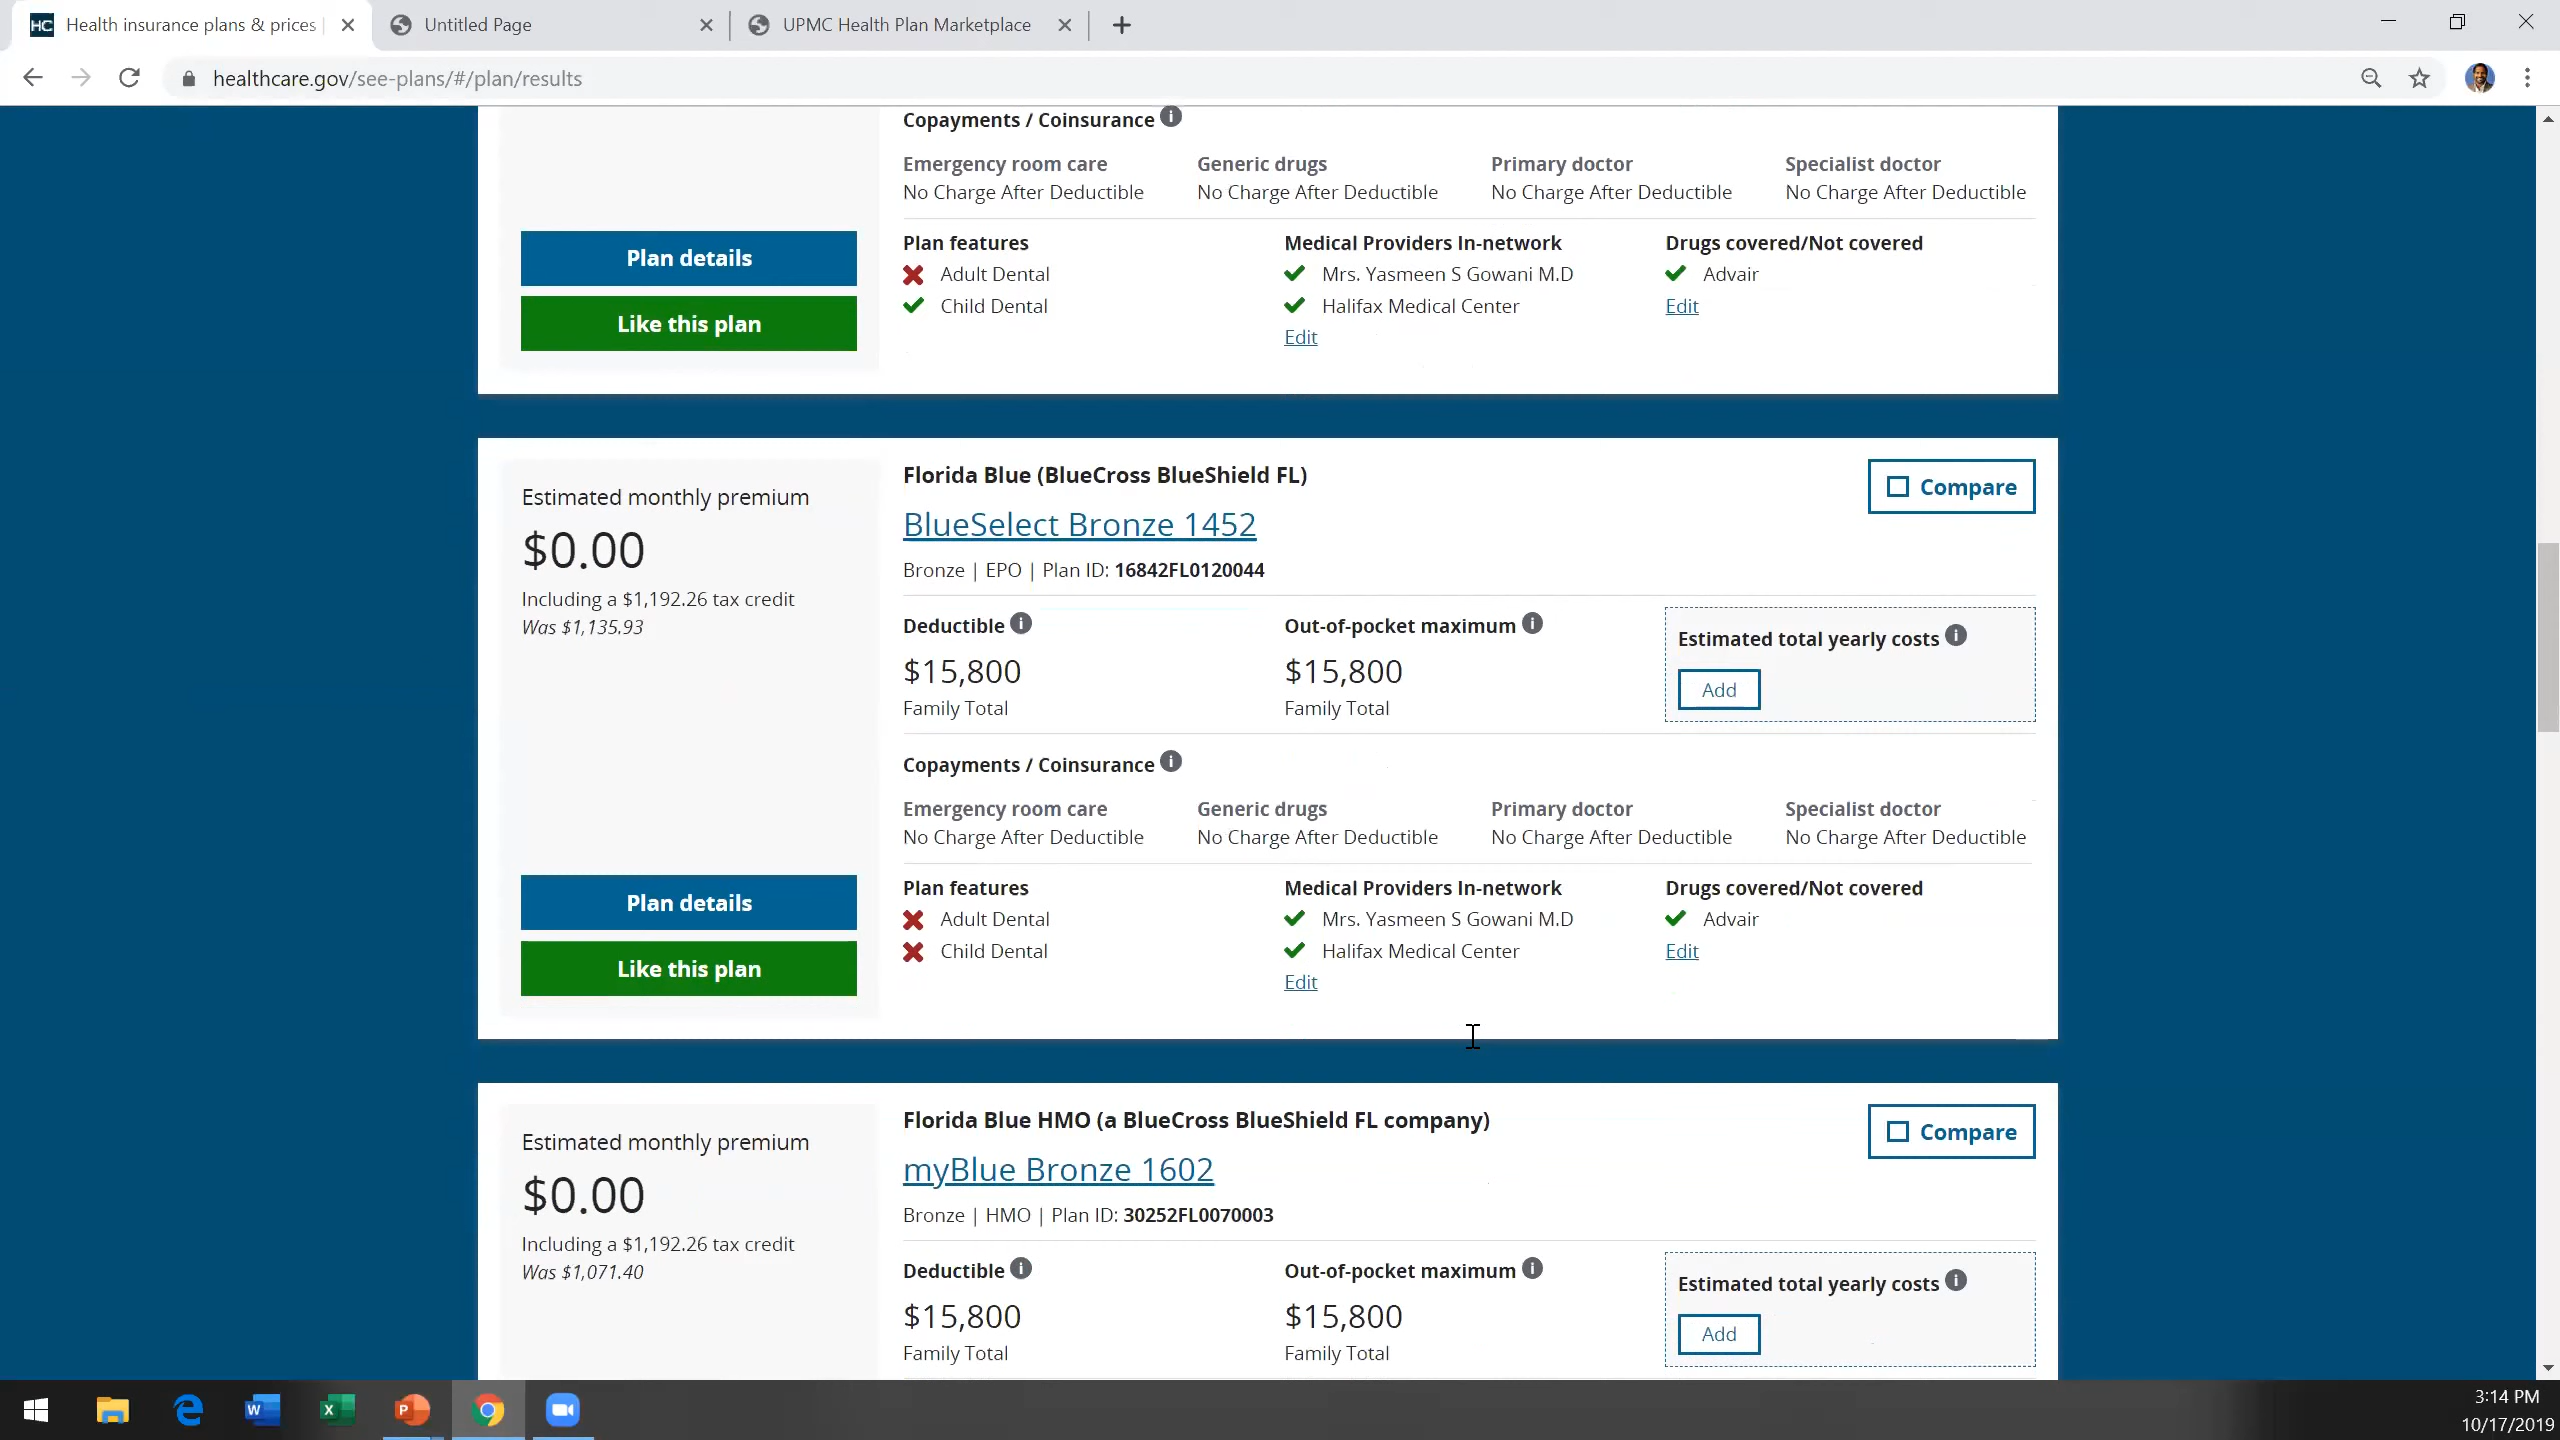 Health insurance plans & prices |
Untitled Page
UPMC Health Plan Marketplace
healthcare.gov/see-plans/#/plan/results
Copayments / Coinsurance i
Emergency room care Generic drugs Primary doctor Specialist doctor
No Charge After Deductible No Charge After Deductible No Charge After Deductible No Charge After Deductible
Plan details
Like this plan
Plan features
Adult Dental
Child Dental
Medical Providers In-network
Mrs. Yasmeen S Gowani M.D
Halifax Medical Center
Edit
Drugs covered/Not covered
Advair
Edit
Estimated monthly premium
$0.00
Including a $1,192.26 tax credit
Was $1,135.93
Plan details
Like this plan
Florida Blue (BlueCross BlueShield FL)
Compare
BlueSelect Bronze 1452
Bronze | EPO | Plan ID: 16842FL0120044
Deductible i
$15,800
Family Total
Out-of-pocket maximum i
$15,800
Family Total
Estimated total yearly costs i
Add
Copayments / Coinsurance i
Emergency room care Generic drugs Primary doctor Specialist doctor
No Charge After Deductible No Charge After Deductible No Charge After Deductible No Charge After Deductible
Plan features
Adult Dental
Child Dental
Medical Providers In-network
Mrs. Yasmeen S Gowani M.D
Halifax Medical Center
Edit
Drugs covered/Not covered
Advair
Edit
Estimated monthly premium
$0.00
Including a $1,192.26 tax credit
Was $1,071.40
Florida Blue HMO (a BlueCross BlueShield FL company)
Compare
myBlue Bronze 1602
Bronze | HMO | Plan ID: 30252FL0070003
Deductible i
$15,800
Family Total
Out-of-pocket maximum i
$15,800
Family Total
Estimated total yearly costs i
Add
3:14 PM
10/17/2019